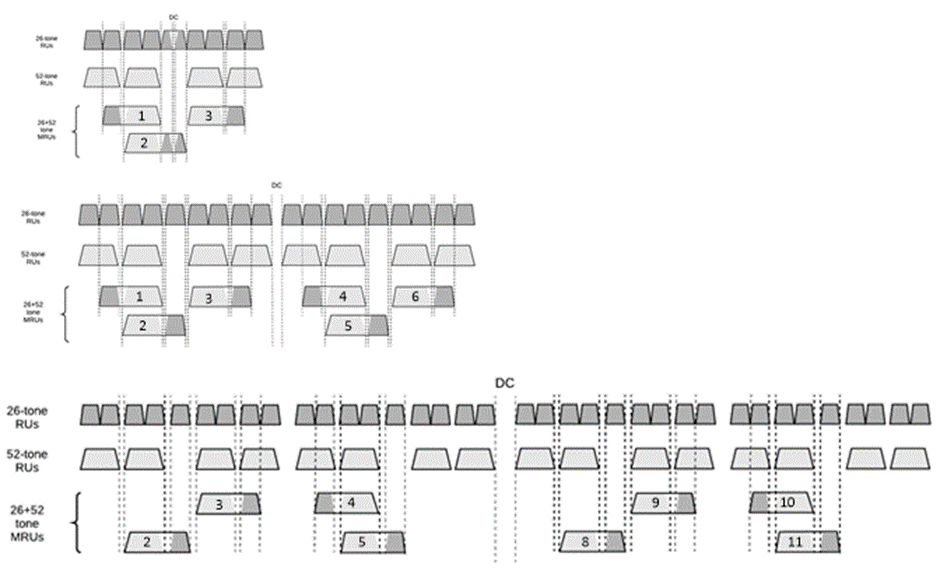 DC
26-tone
RUs
52-tone
RUs
26+52
tone
MRUs
1
3
2
DC
26-tone
RUs
52-tone
RUs
26+52
tone
MRUs
1
3
4
6
2
5
DC
26-tone
RUs
52-tone
RUs
26+52
tone
MRUs
3
4
9
10
2
5
8
11